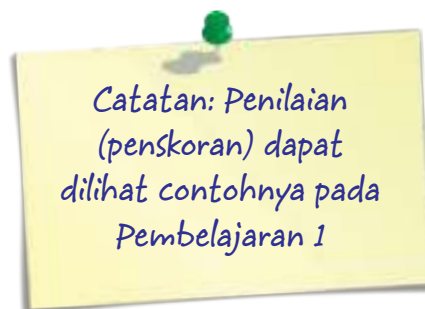 Catatan: Penilaian
(penskoran) dapat
dilihat contohnya pada
Pembelajaran 1